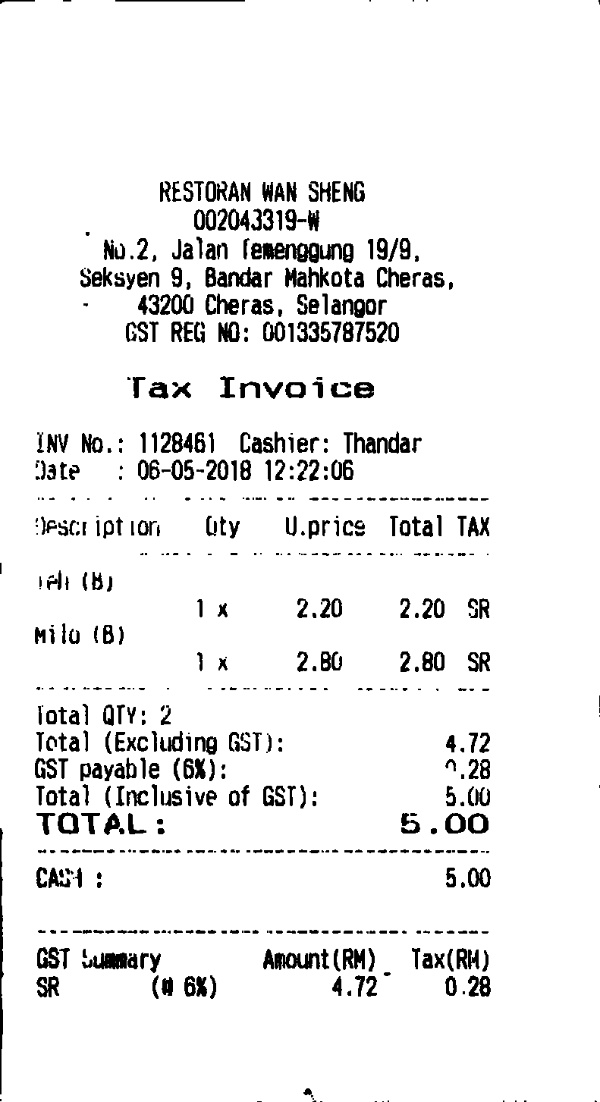 RESTORAN WAN SHENG
002043319-W
No.2, Jalan Temenggung 19/9,
Seksyen 9, Bandar Mahkota Cheras,
43200 Cheras, Selangor
GST REG NO: 001335787520
Tax Invoice
INV No.: 1128461 Cashier: Thandar
Date : 06-05-2018 12:22:06
Description Qty U.price Total TAX
Teh (B)
1 x 2.20 2.20 SR
Milo (B)
1 x 2.80 2.80 SR
Total QTY: 2
Total (Excluding GST): 4.72
GST payable (6%): 0.28
Total (Inclusive of GST): 5.00
TOTAL: 5.00
CASH : 5.00
GST Summary Amount(RM) Tax(RM)
SR (@ 6%) 4.72 0.28